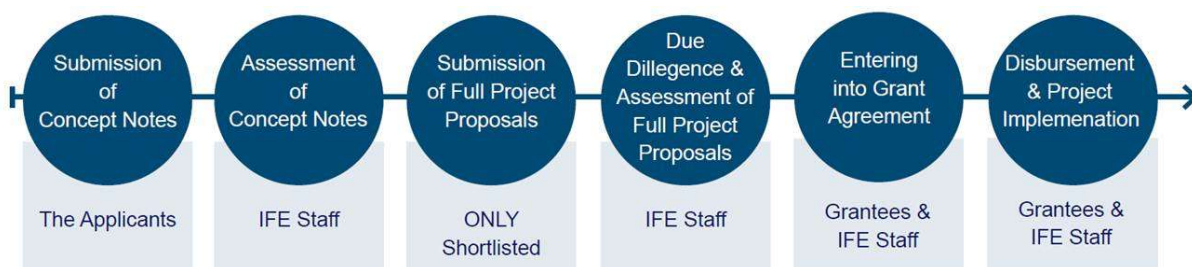 Submission
of
Concept Notes
The Applicants
Assessment
of
Concept Notes
IFE Staff
Submission
of Full Project
Proposals
ONLY
Shortlisted
Due
Dillegence &
Assessment of
Full Project
Proposals
IFE Staff
Entering
into Grant
Agreement
Grantees &
IFE Staff
Disbursement
& Project
Implemenation
Grantees &
IFE Staff